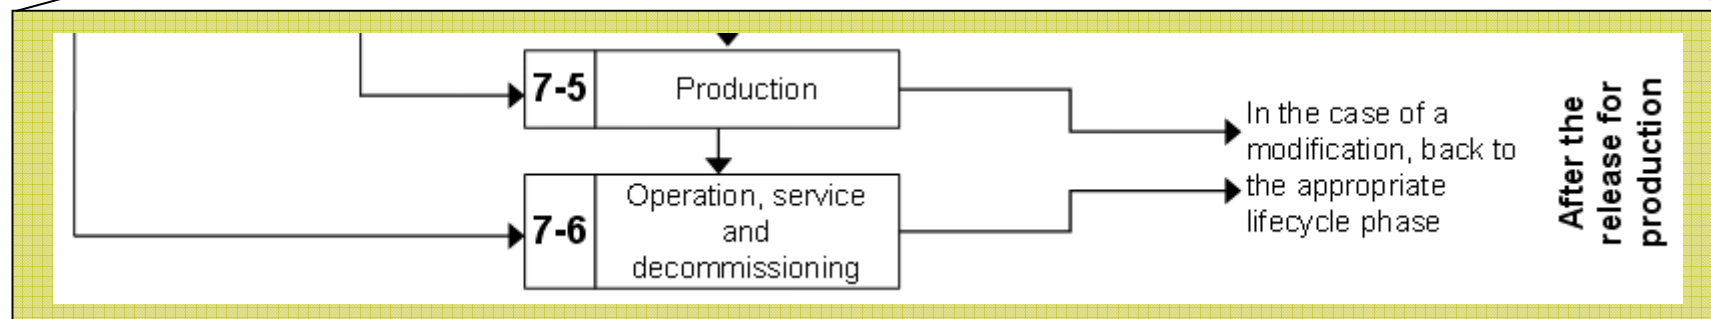 7-5
Production
7-6
Operation, service
and
decommissioning
In the case of a
modification, back to
the appropriate
lifecycle phase
After the
release for
production